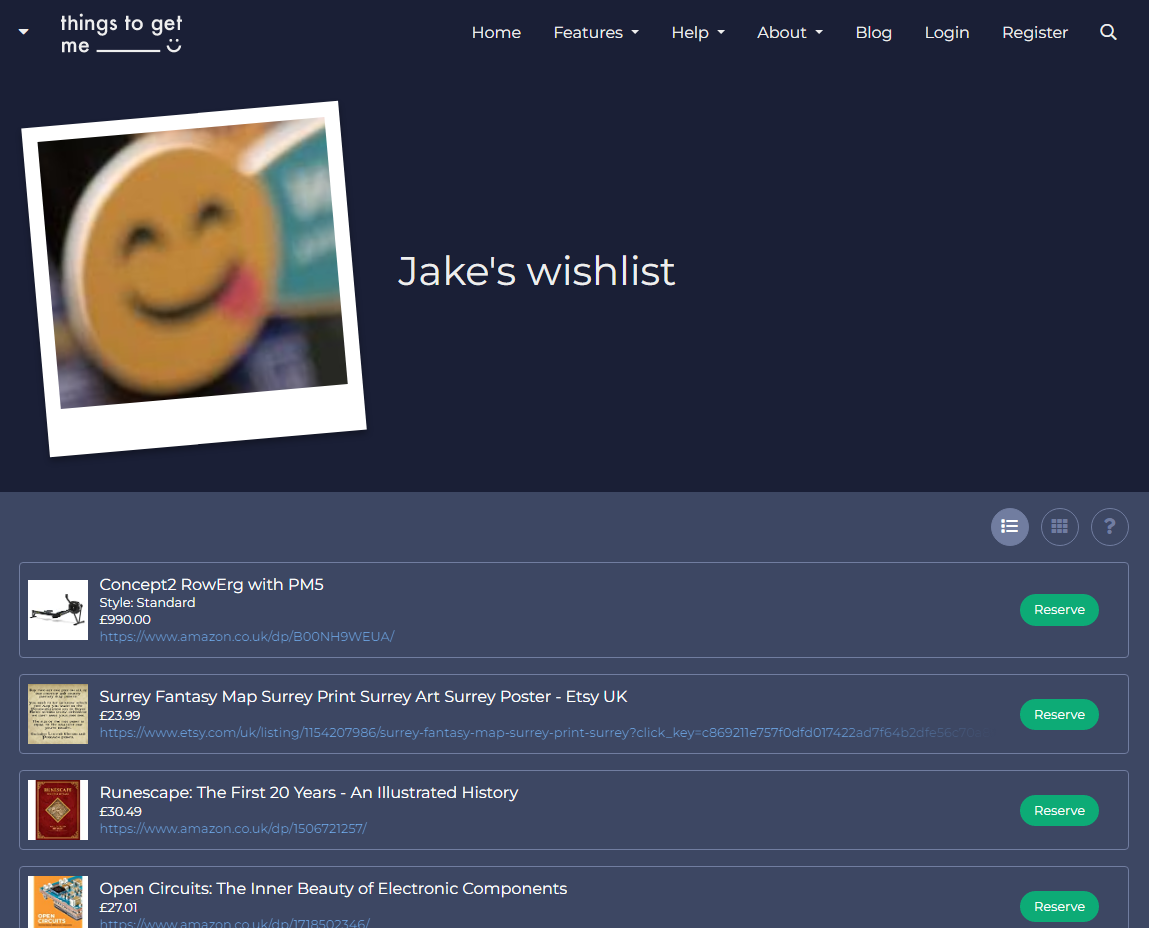 things to get
me
Home Features Help About Blog Login Register
Jake's wishlist
?
Concept2 RowErg with PM5
Style: Standard
£990.00
https://www.amazon.co.uk/dp/B00NH9WEUA/
Reserve
Surrey Fantasy Map Surrey Print Surrey Art Surrey Poster - Etsy UK
£23.99
https://www.etsy.com/uk/listing/1154207986/surrey-fantasy-map-surrey-print-surrey?click_key=c869211e757f0dfd017422ad7f64b2dfe56c70
Reserve
RUNESCAPE
Runescape: The First 20 Years - An Illustrated History
£30.49
https://www.amazon.co.uk/dp/1506721257/
Reserve
OPEN
CIRCUITS
Open Circuits: The Inner Beauty of Electronic Components
£27.01
https://www.amazon.co.uk/dp/1718502346/
Reserve